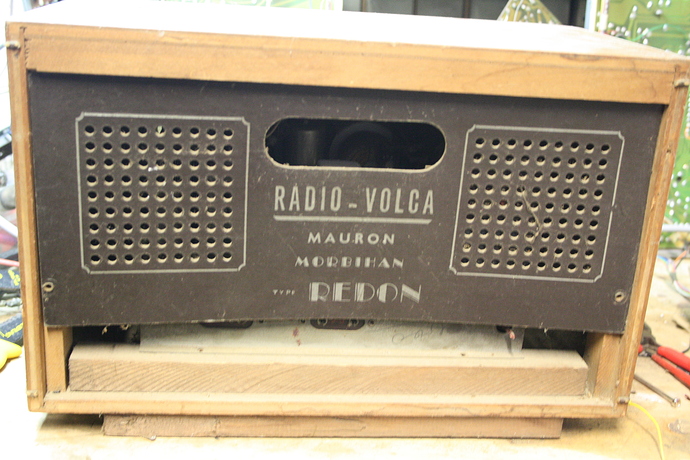 RADIO - VOLCA
MAURON
MORBIHAN
TYPE REDON